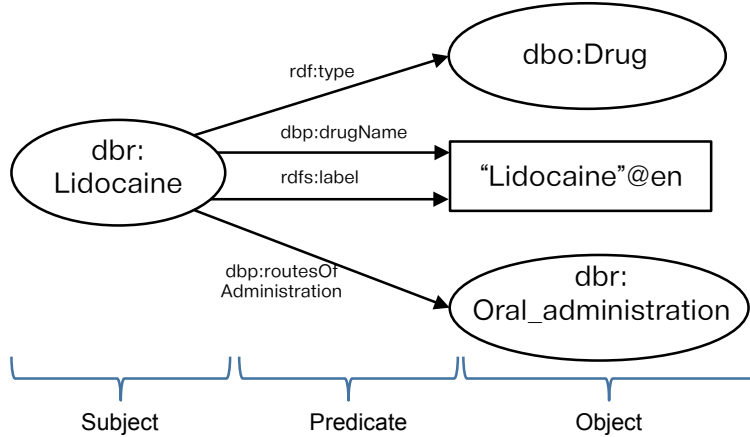 rdf:type
dbo:Drug
dbp:drugName
dbr:
Lidocaine
"Lidocaine"@en
rdfs:label
dbp:routesOf
Administration
dbr:
Oral_administration
Subject
Predicate
Object